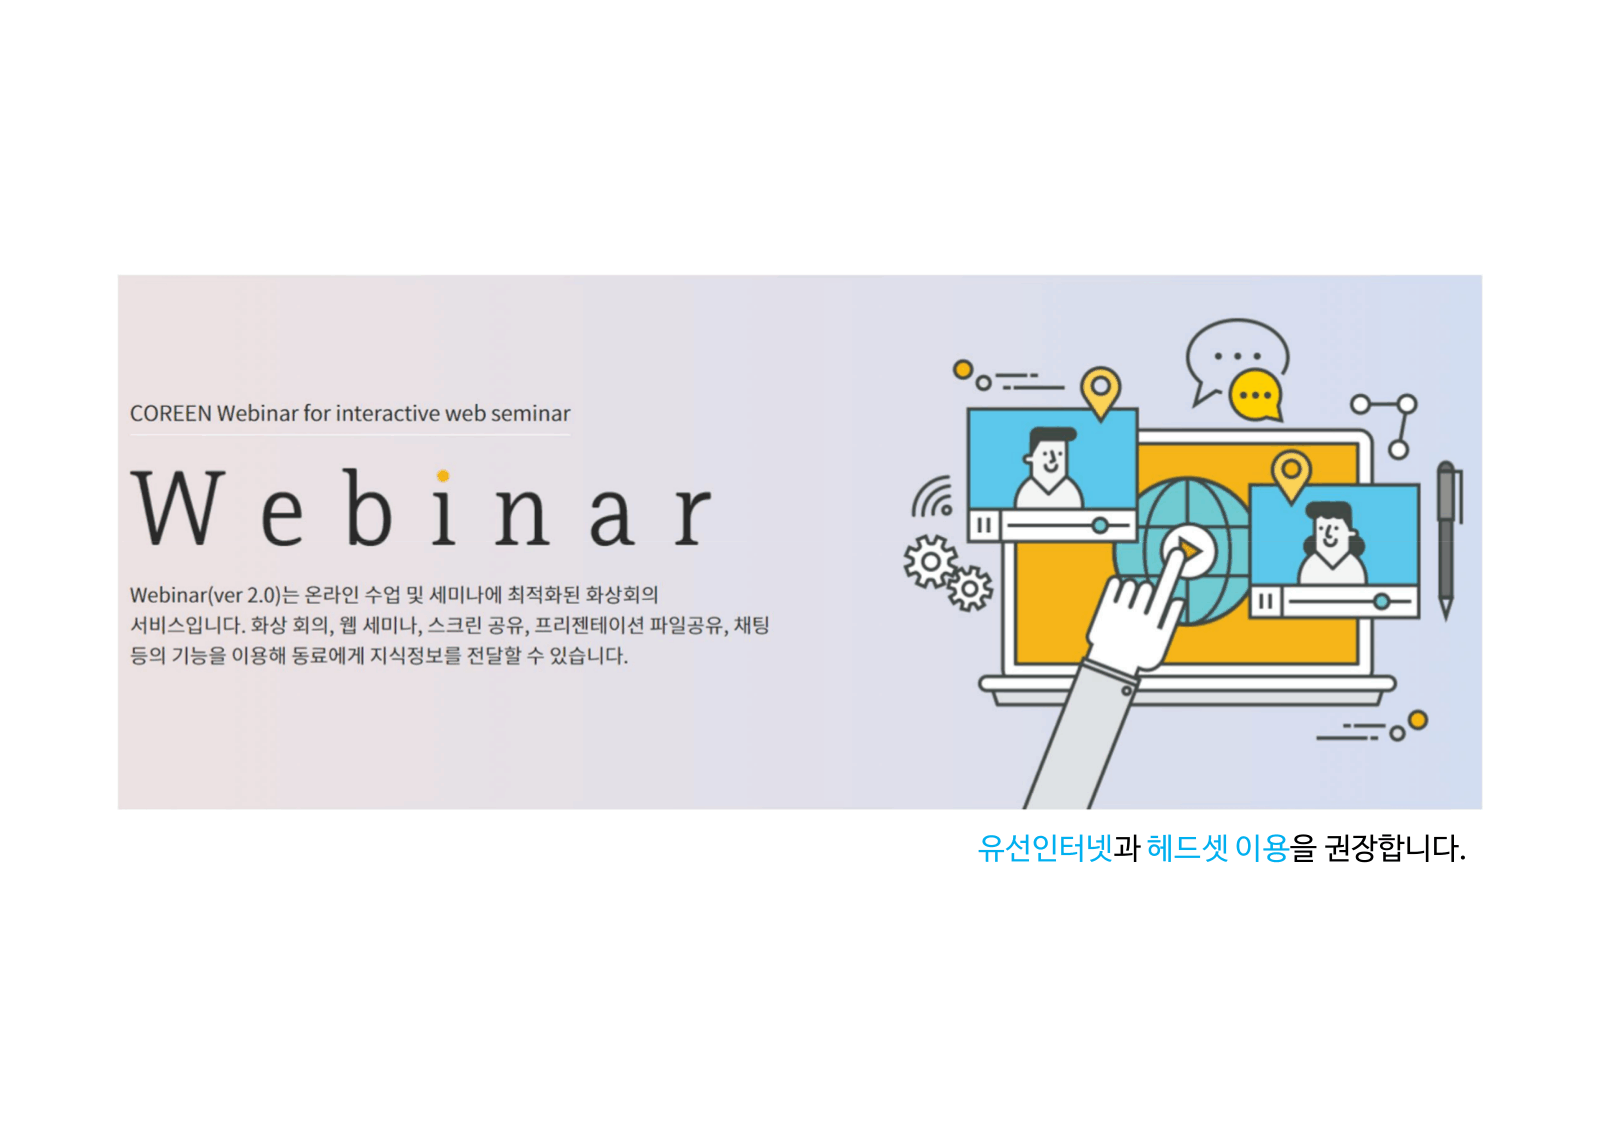 COREEN Webinar for interactive web seminar
Webinar
Webinar(ver 2.0)는 온라인 수업 및 세미나에 최적화된 화상회의
서비스입니다. 화상 회의, 웹 세미나, 스크린 공유, 프리젠테이션 파일공유, 채팅
등의 기능을 이용해 동료에게 지식정보를 전달할 수 있습니다.
유선인터넷과 헤드셋 이용을 권장합니다.